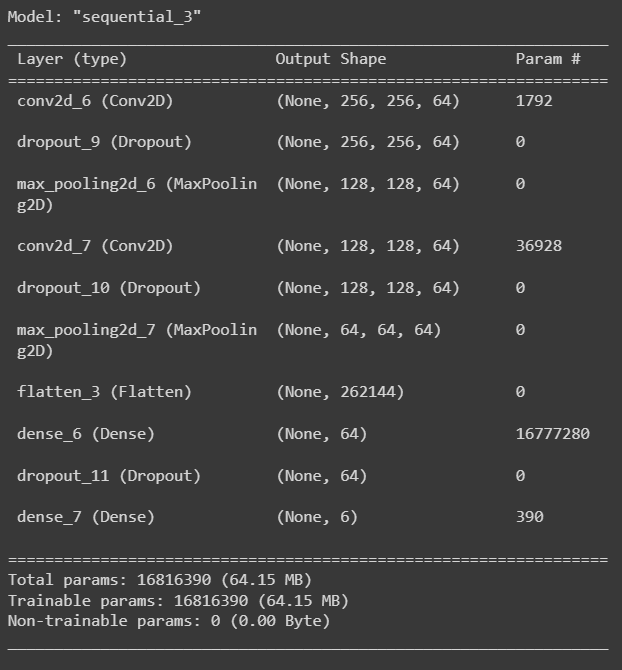 Model: "sequential_3"
Layer (type) Output Shape Param #
conv2d_6 (Conv2D) (None, 256, 256, 64) 1792
dropout_9 (Dropout) (None, 256, 256, 64) 0
max_pooling2d_6 (MaxPoolin (None, 128, 128, 64) 0
g2D)
conv2d_7 (Conv2D) (None, 128, 128, 64) 36928
dropout_10 (Dropout) (None, 128, 128, 64) 0
max_pooling2d_7 (MaxPoolin (None, 64, 64, 64) 0
g2D)
flatten_3 (Flatten) (None, 262144) 0
dense_6 (Dense) (None, 64) 16777280
dropout_11 (Dropout) (None, 64) 0
dense_7 (Dense) (None, 6) 390
Total params: 16816390 (64.15 MB)
Trainable params: 16816390 (64.15 MB)
Non-trainable params: 0 (0.00 Byte)